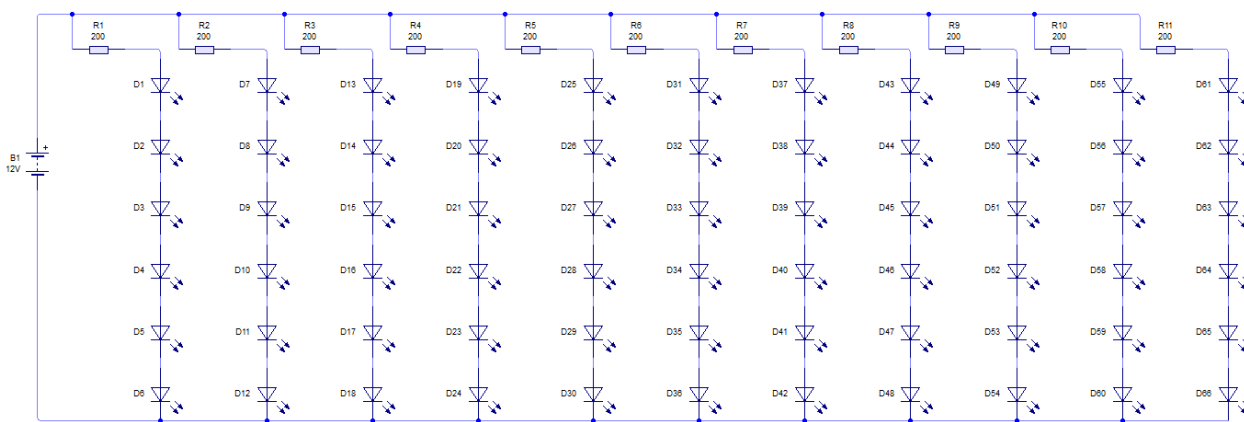 R1 R2 R3 R4 R5 R6 R7 R8 R9 R10 R11
200 200 200 200 200 200 200 200 200 200 200
D1 D7 D13 D19 D25 D31 D37 D43 D49 D55 D61
D2 D8 D14 D20 D26 D32 D38 D44 D50 D56 D62
+
B1
12V
D3 D9 D15 D21 D27 D33 D39 D45 D51 D57 D63
D4 D10 D16 D22 D28 D34 D40 D46 D52 D58 D64
D5 D11 D17 D23 D29 D35 D41 D47 D53 D59 D65
D6 D12 D18 D24 D30 D36 D42 D48 D54 D60 D66